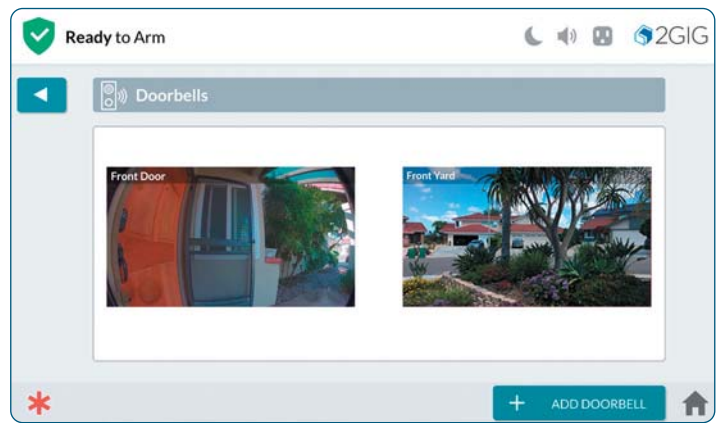 Ready to Arm
2GIG
Doorbells
Front Door
Front Yard
+ ADD DOORBELL